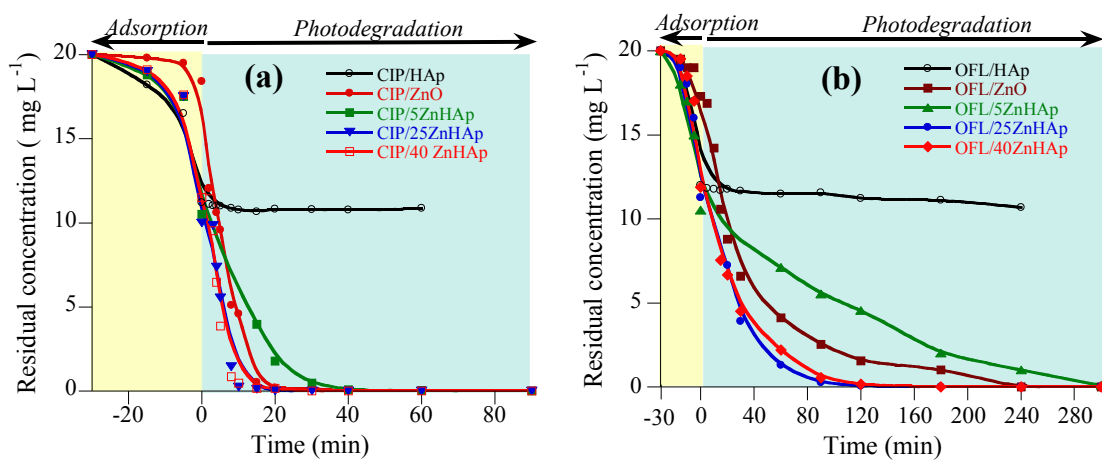 Adsorption Photodegradation
(a)
CIP/HAp
CIP/ZnO
CIP/5ZnHAp
CIP/25ZnHAp
CIP/40 ZnHAp
Residual concentration ( mg L⁻¹)
20
15
10
5
0
-20 0 20 40 60 80
Time (min)
Adsorption Photodegradation
(b)
OFL/HAp
OFL/ZnO
OFL/5ZnHAp
OFL/25ZnHAp
OFL/40ZnHAp
Residual concentration (mg L⁻¹)
20
15
10
5
0
-30 0 40 80 120 160 200 240 280
Time (min)